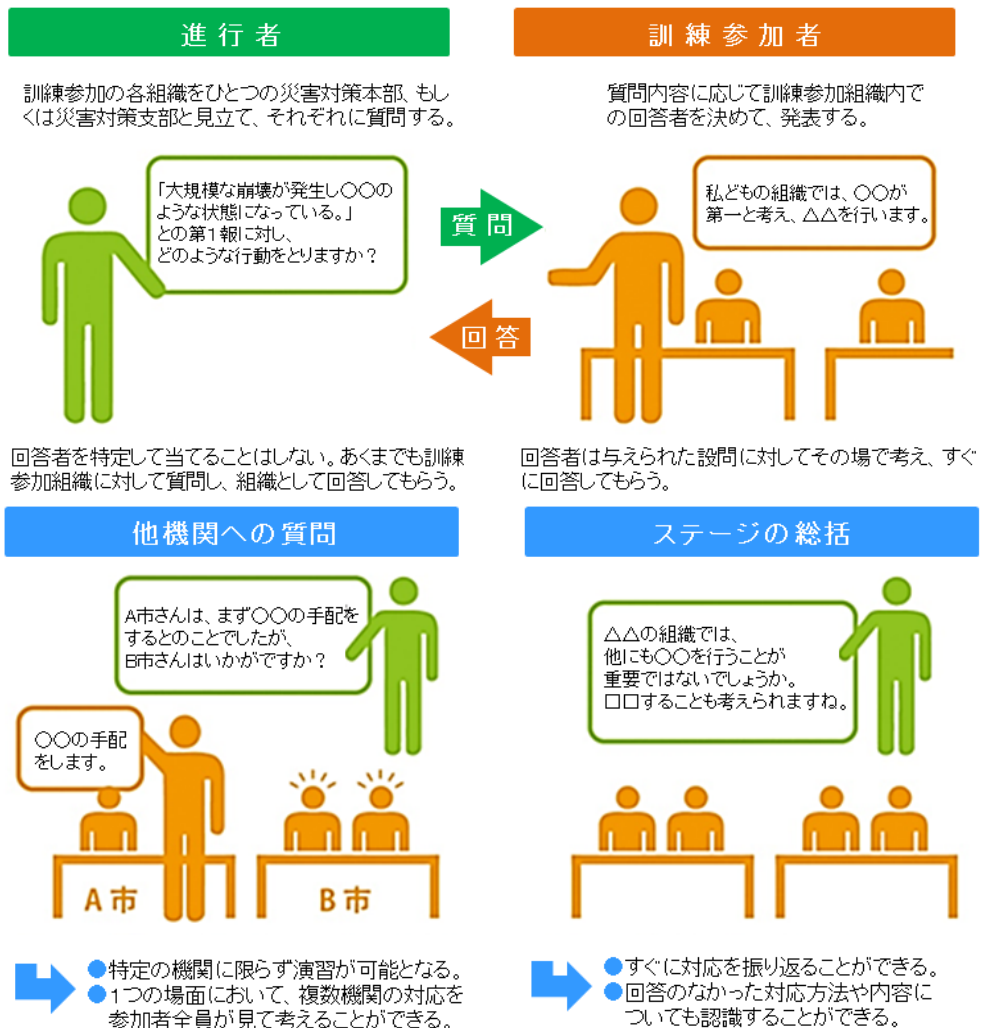 進行者
訓練参加者
訓練参加の各組織をひとつの災害対策本部、もし
くは災害対策支部と見立て、それぞれに質問する。
質問内容に応じて訓練参加組織内で
の回答者を決めて、発表する。
「大規模な崩壊が発生し〇〇の
ような状態になっている。」
との第1報に対し、
どのような行動をとりますか？
質問
私どもの組織では、〇〇が
第一と考え、△△を行います。
回答
回答者を特定して当てることはしない。あくまでも訓練
参加組織に対して質問し、組織として回答してもらう。
回答者は与えられた設問に対してその場で考え、すぐ
に回答してもらう。
他機関への質問
A市さんは、まず〇〇の手配を
するとのことでしたが、
B市さんはいかがですか？
〇〇の手配
をします。
A市
B市
●特定の機関に限らず演習が可能となる。
●1つの場面において、複数機関の対応を
参加者全員が見て考えることができる。
ステージの総括
△△の組織では、
他にも〇〇を行うことが
重要ではないでしょうか。
□□することも考えられますね。
●すぐに対応を振り返ることができる。
●回答のなかった対応方法や内容に
ついても認識することができる。